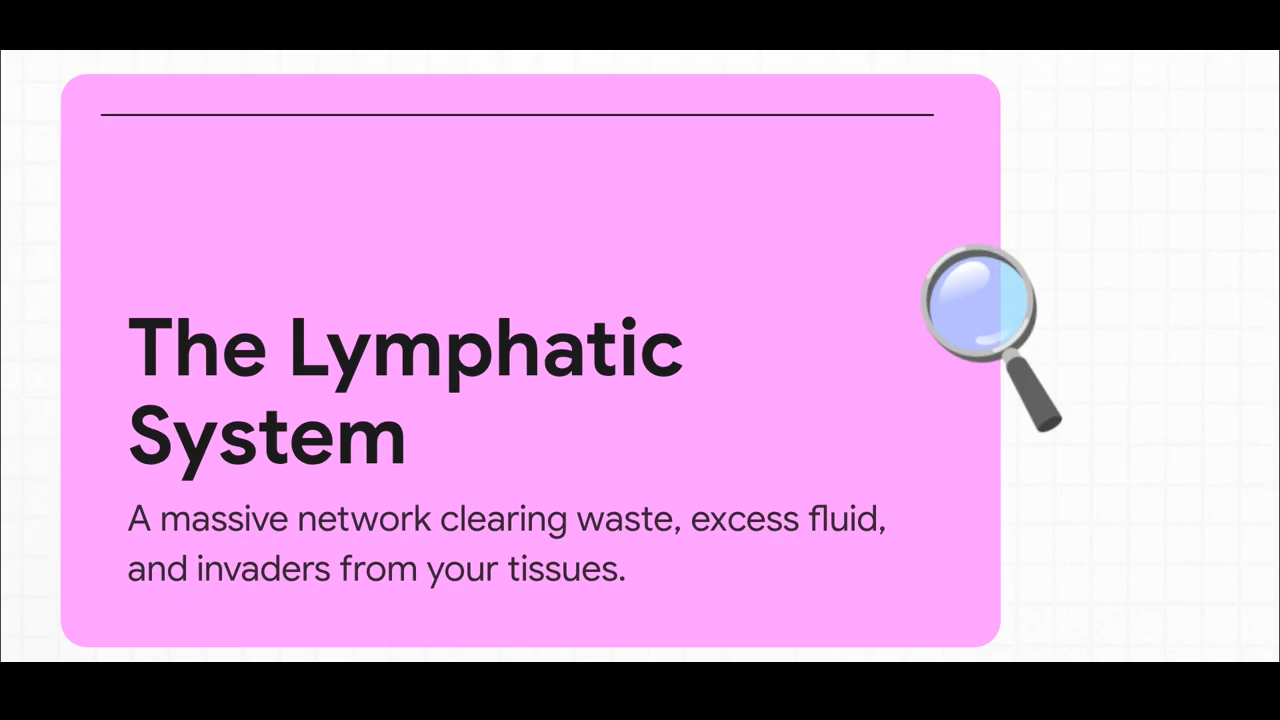 The Lymphatic
System
A massive network clearing waste, excess fluid,
and invaders from your tissues.